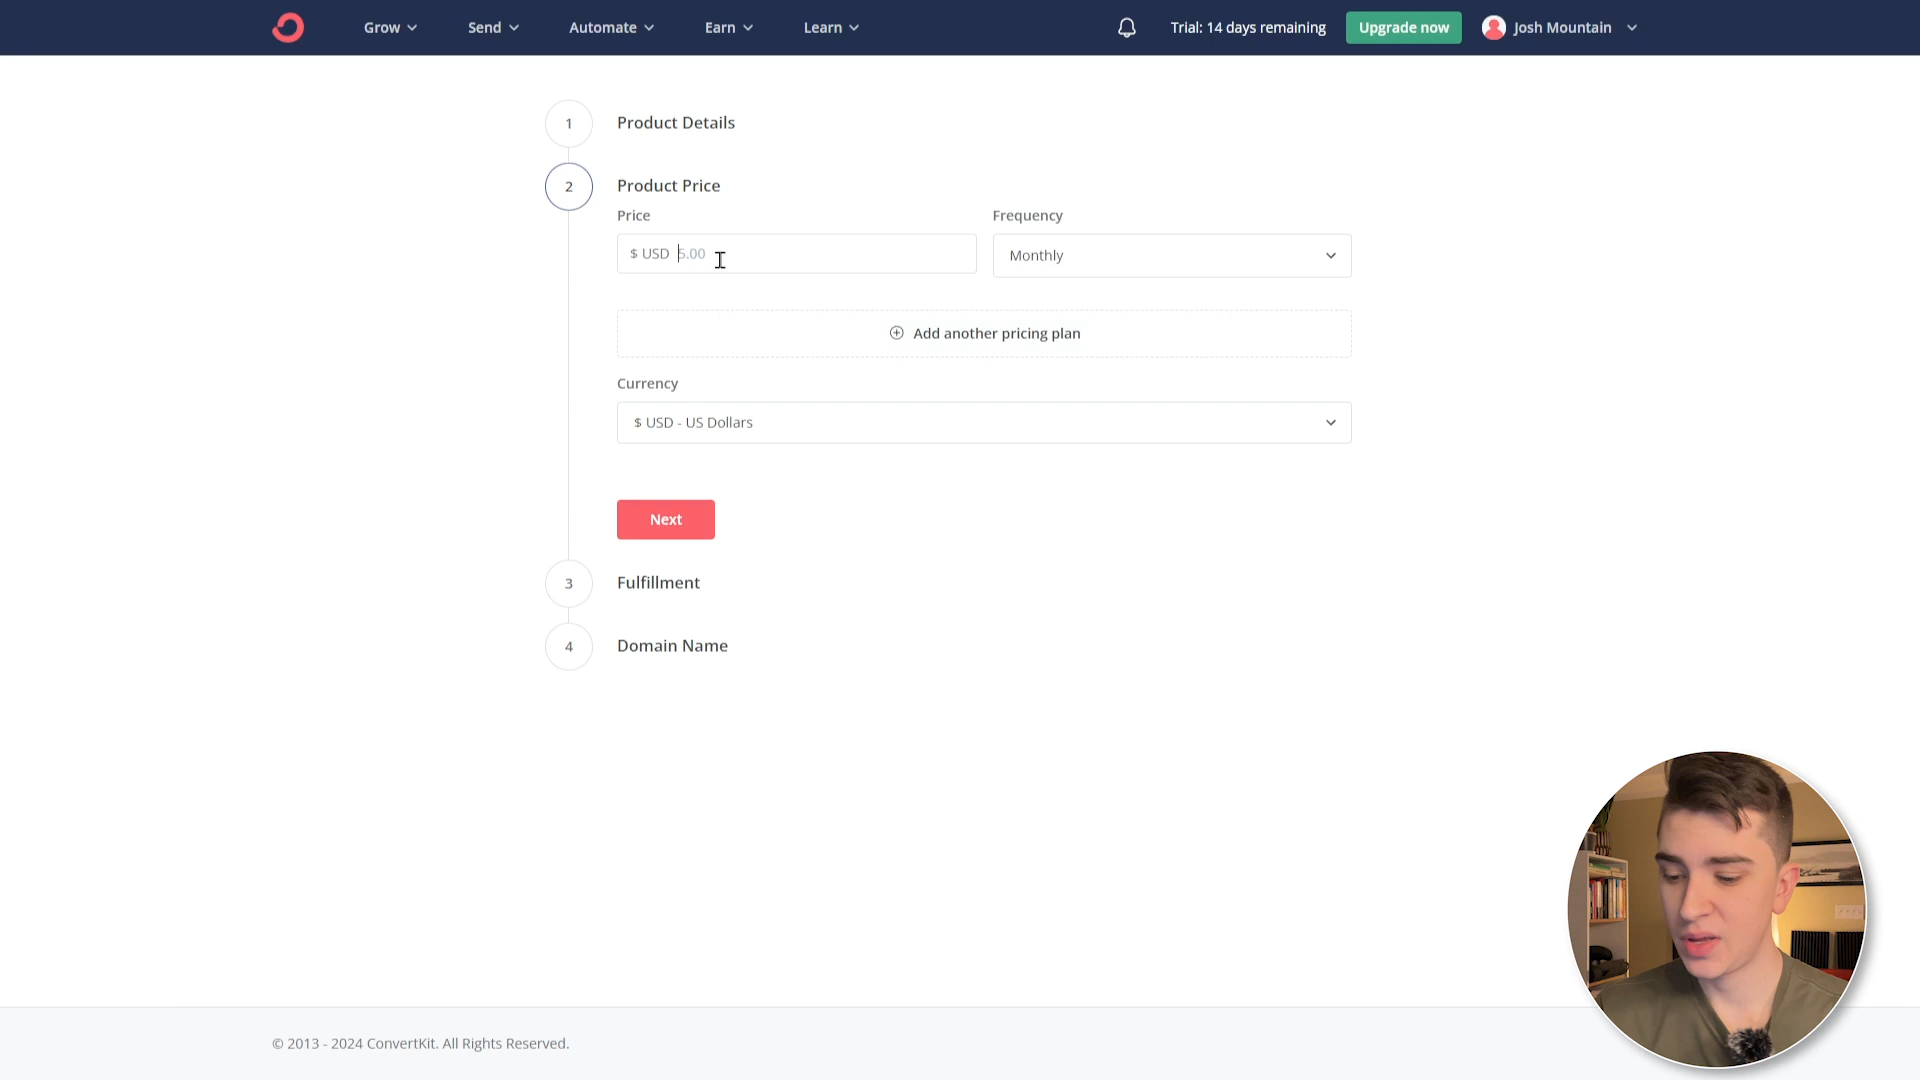 Grow
Send
Automate
Earn
Learn
Trial: 14 days remaining
Upgrade now
Josh Mountain
1
Product Details
2
Product Price
Price
Frequency
$ USD 5.00
Monthly
Add another pricing plan
Currency
$ USD - US Dollars
Next
3
Fulfillment
4
Domain Name
© 2013 - 2024 ConvertKit. All Rights Reserved.